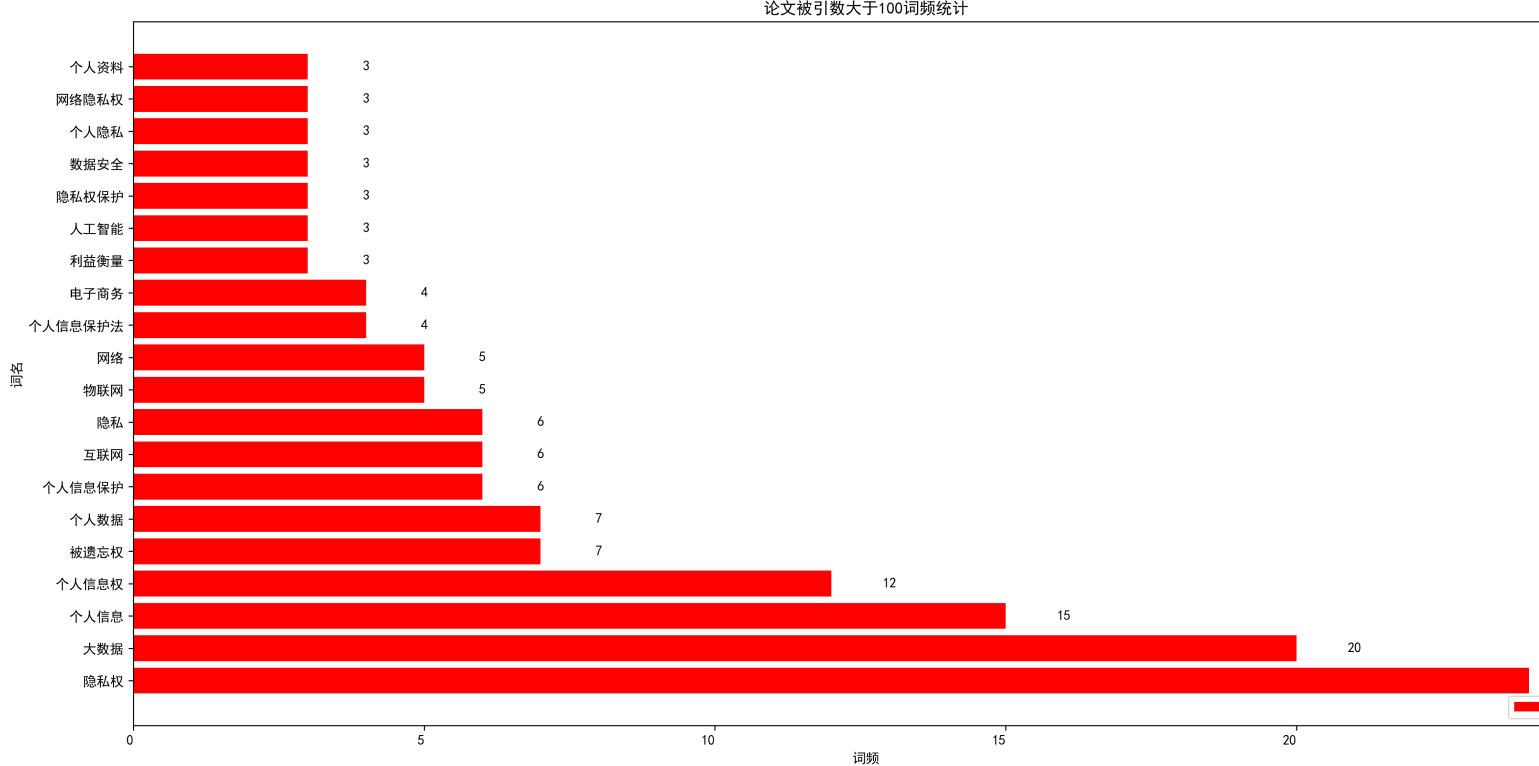 论文被引数大于100词频统计
个人资料 3
网络隐私权 3
个人隐私 3
数据安全 3
隐私权保护 3
人工智能 3
利益衡量 3
电子商务 4
个人信息保护法 4
网络 5
物联网 5
隐私 6
互联网 6
个人信息保护 6
个人数据 7
被遗忘权 7
个人信息权 12
个人信息 15
大数据 20
隐私权
词名
0 5 10 15 20
词频